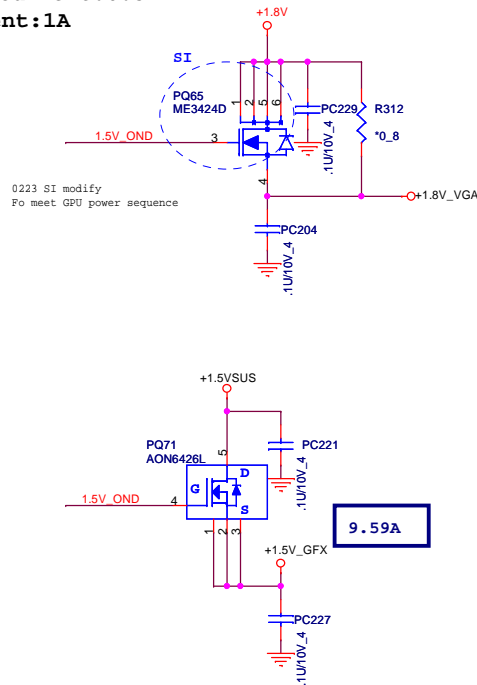 nt:1A
+1.8V
SI
PQ65
ME3424D
1
2
5
6
PC229
R312
1.5V_OND
3
*0_8
.1U/10V_4
4
0223 SI modify
Fo meet GPU power sequence
+1.8V_VGA
PC204
.1U/10V_4
+1.5VSUS
PQ71
AON6426L
5
PC221
D
G
S
.1U/10V_4
1.5V_OND
4
1
2
3
9.59A
+1.5V_GFX
PC227
.1U/10V_4